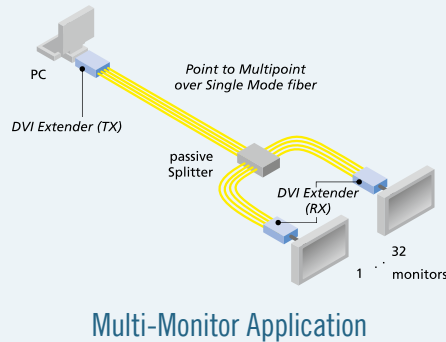 PC
Point to Multipoint
over Single Mode fiber
DVI Extender (TX)
passive
Splitter
DVI Extender
(RX)
1 . . 32
monitors
Multi-Monitor Application